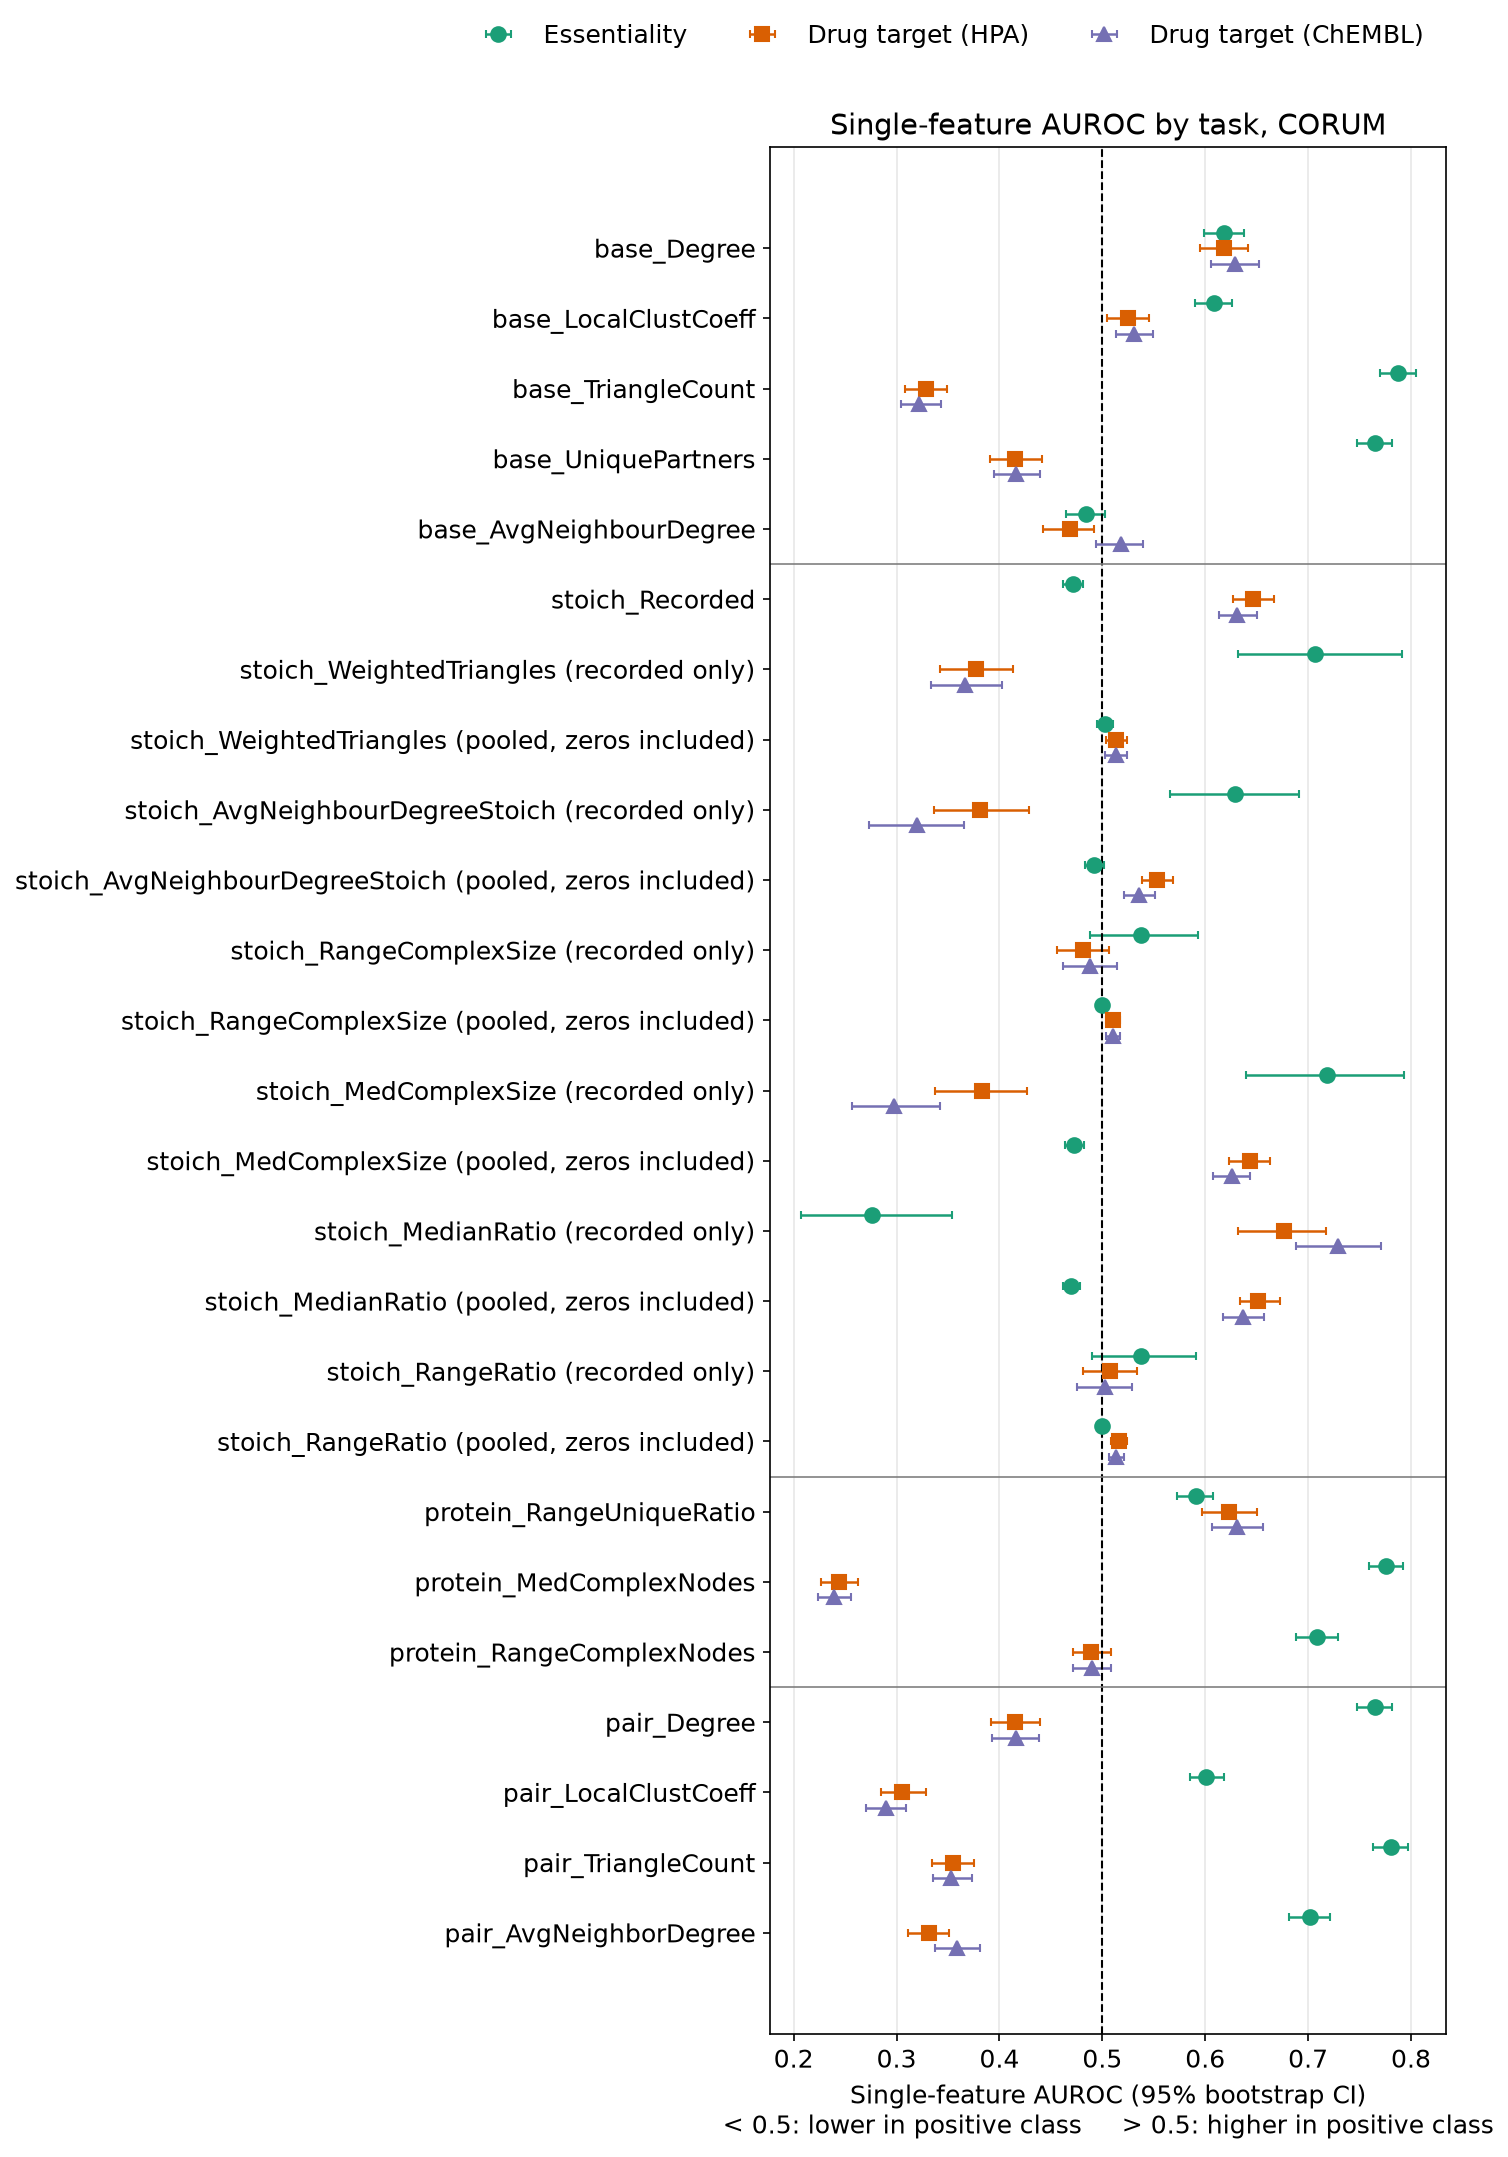 Essentiality
Drug target (HPA)
Drug target (ChEMBL)
Single-feature AUROC by task, CORUM
base_Degree
base_LocalClustCoeff
base_TriangleCount
base_UniquePartners
base_AvgNeighbourDegree
stoich_Recorded
stoich_WeightedTriangles (recorded only)
stoich_WeightedTriangles (pooled, zeros included)
stoich_AvgNeighbourDegreeStoich (recorded only)
stoich_AvgNeighbourDegreeStoich (pooled, zeros included)
stoich_RangeComplexSize (recorded only)
stoich_RangeComplexSize (pooled, zeros included)
stoich_MedComplexSize (recorded only)
stoich_MedComplexSize (pooled, zeros included)
stoich_MedianRatio (recorded only)
stoich_MedianRatio (pooled, zeros included)
stoich_RangeRatio (recorded only)
stoich_RangeRatio (pooled, zeros included)
protein_RangeUniqueRatio
protein_MedComplexNodes
protein_RangeComplexNodes
pair_Degree
pair_LocalClustCoeff
pair_TriangleCount
pair_AvgNeighborDegree
0.2 0.3 0.4 0.5 0.6 0.7 0.8
Single-feature AUROC (95% bootstrap CI)
< 0.5: lower in positive class > 0.5: higher in positive class